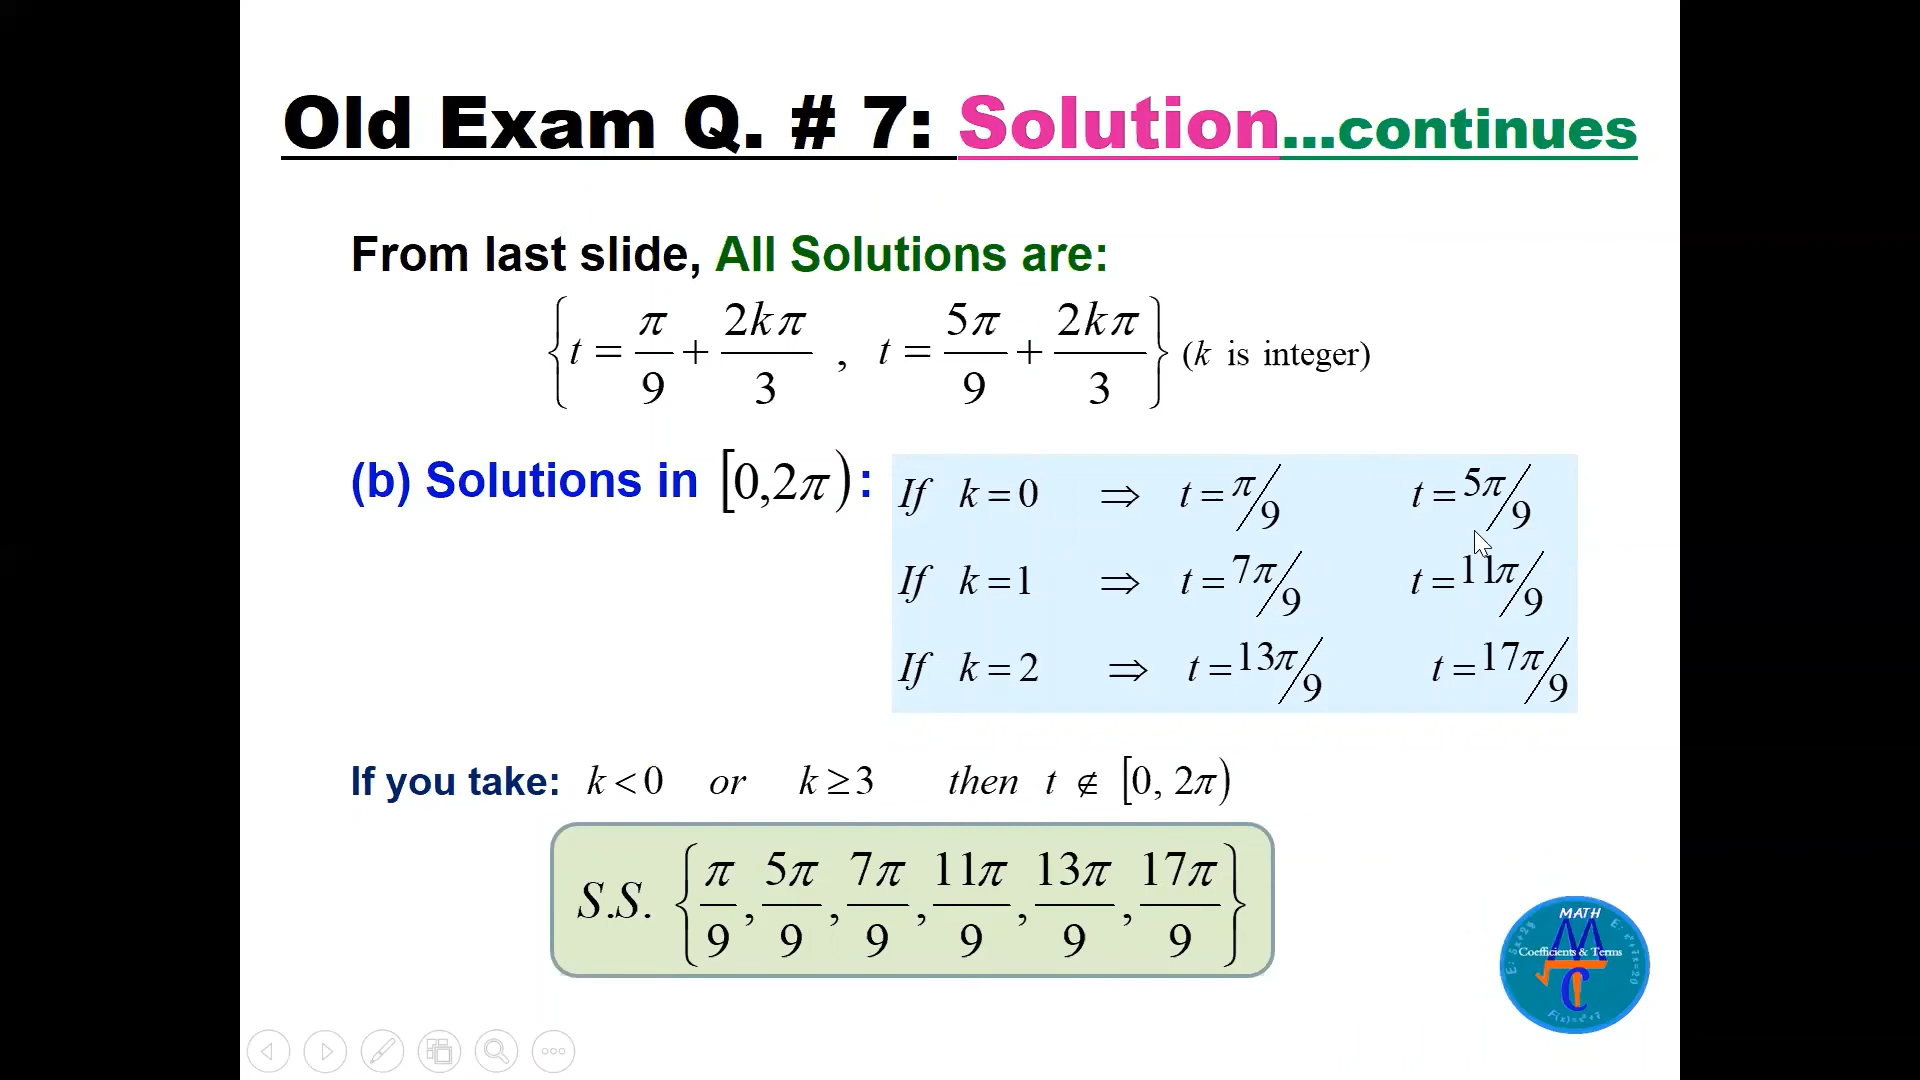 Old Exam Q. # 7: Solution...continues
From last slide, All Solutions are:
{t = π/9 + 2kπ/3 , t = 5π/9 + 2kπ/3} (k is integer)
(b) Solutions in [0,2π) :
If k = 0 ⇒ t = π/9 t = 5π/9
If k = 1 ⇒ t = 7π/9 t = 11π/9
If k = 2 ⇒ t = 13π/9 t = 17π/9
If you take: k < 0 or k ≥ 3 then t ∉ [0, 2π)
S.S. {π/9, 5π/9, 7π/9, 11π/9, 13π/9, 17π/9}
MATH
Coefficients & Terms